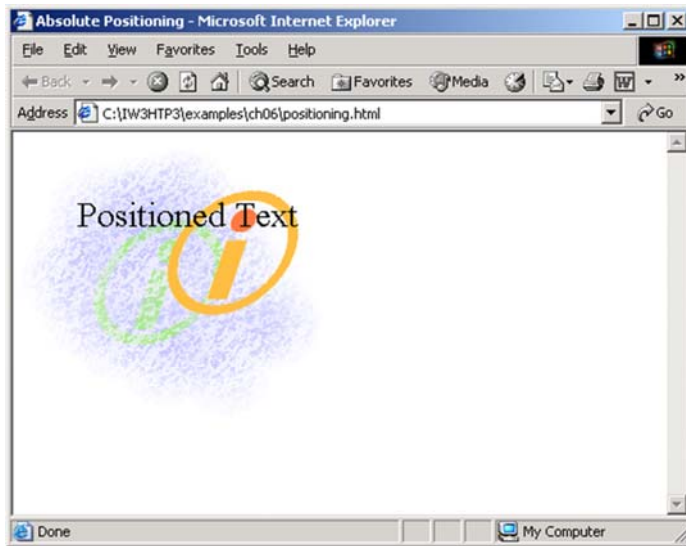 Absolute Positioning - Microsoft Internet Explorer
File Edit View Favorites Tools Help
Back Search Favorites Media W »
Address C:\IW3HTP3\examples\ch06\positioning.html Go
Positioned Text
i i
Done My Computer